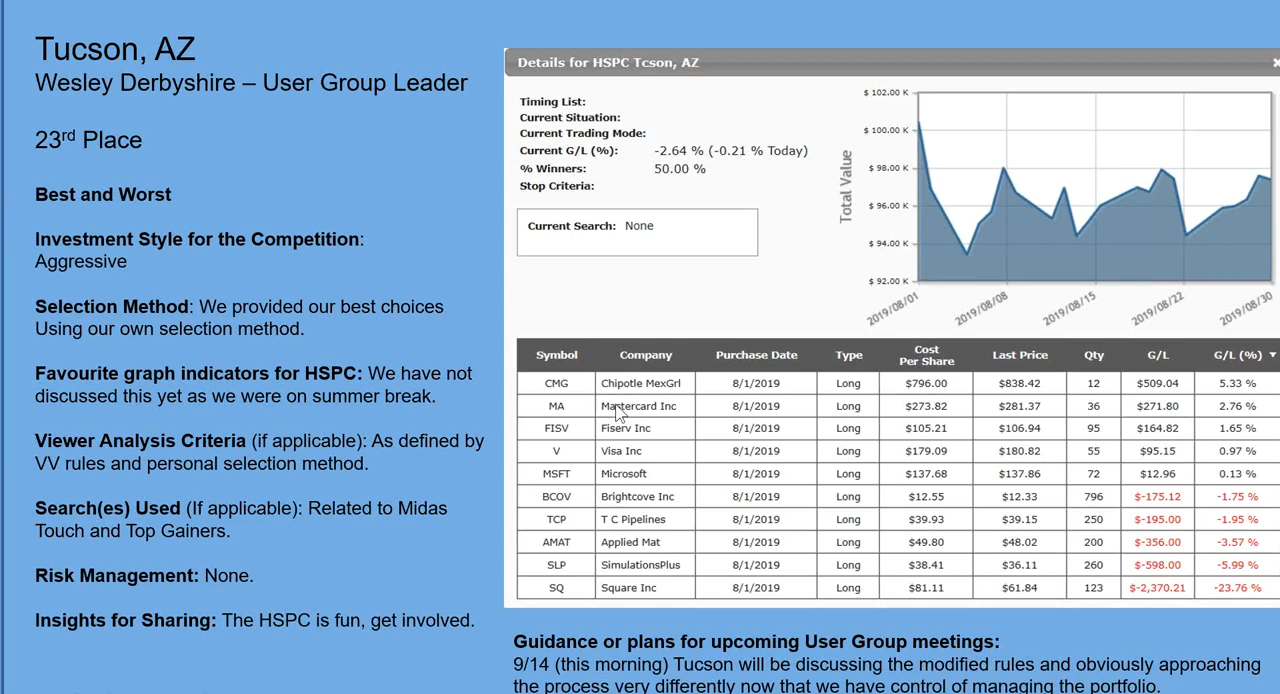 Tucson, AZ
Wesley Derbyshire – User Group Leader
23rd Place
Best and Worst
Investment Style for the Competition:
Aggressive
Selection Method: We provided our best choices
Using our own selection method.
Favourite graph indicators for HSPC: We have not
discussed this yet as we were on summer break.
Viewer Analysis Criteria (if applicable): As defined by
VV rules and personal selection method.
Search(es) Used (If applicable): Related to Midas
Touch and Top Gainers.
Risk Management: None.
Insights for Sharing: The HSPC is fun, get involved.
Details for HSPC Tcson, AZ
Timing List:
Current Situation:
Current Trading Mode:
Current G/L (%): -2.64 % (-0.21 % Today)
% Winners: 50.00 %
Stop Criteria:
Current Search: None
Total Value
$ 102.00 K
$ 100.00 K
$ 98.00 K
$ 96.00 K
$ 94.00 K
$ 92.00 K
2019/08/01 2019/08/08 2019/08/15 2019/08/22 2019/08/30
Symbol Company Purchase Date Type Cost Per Share Last Price Qty G/L G/L (%)
CMG Chipotle MexGrl 8/1/2019 Long $796.00 $838.42 12 $509.04 5.33 %
MA Mastercard Inc 8/1/2019 Long $273.82 $281.37 36 $271.80 2.76 %
FISV Fiserv Inc 8/1/2019 Long $105.21 $106.94 95 $164.82 1.65 %
V Visa Inc 8/1/2019 Long $179.09 $180.82 55 $95.15 0.97 %
MSFT Microsoft 8/1/2019 Long $137.68 $137.86 72 $12.96 0.13 %
BCOV Brightcove Inc 8/1/2019 Long $12.55 $12.33 796 $-175.12 -1.75 %
TCP T C Pipelines 8/1/2019 Long $39.93 $39.15 250 $-195.00 -1.95 %
AMAT Applied Mat 8/1/2019 Long $49.80 $48.02 200 $-356.00 -3.57 %
SLP SimulationsPlus 8/1/2019 Long $38.41 $36.11 260 $-598.00 -5.99 %
SQ Square Inc 8/1/2019 Long $81.11 $61.84 123 $-2,370.21 -23.76 %
Guidance or plans for upcoming User Group meetings:
9/14 (this morning) Tucson will be discussing the modified rules and obviously approaching
the process very differently now that we have control of managing the portfolio.